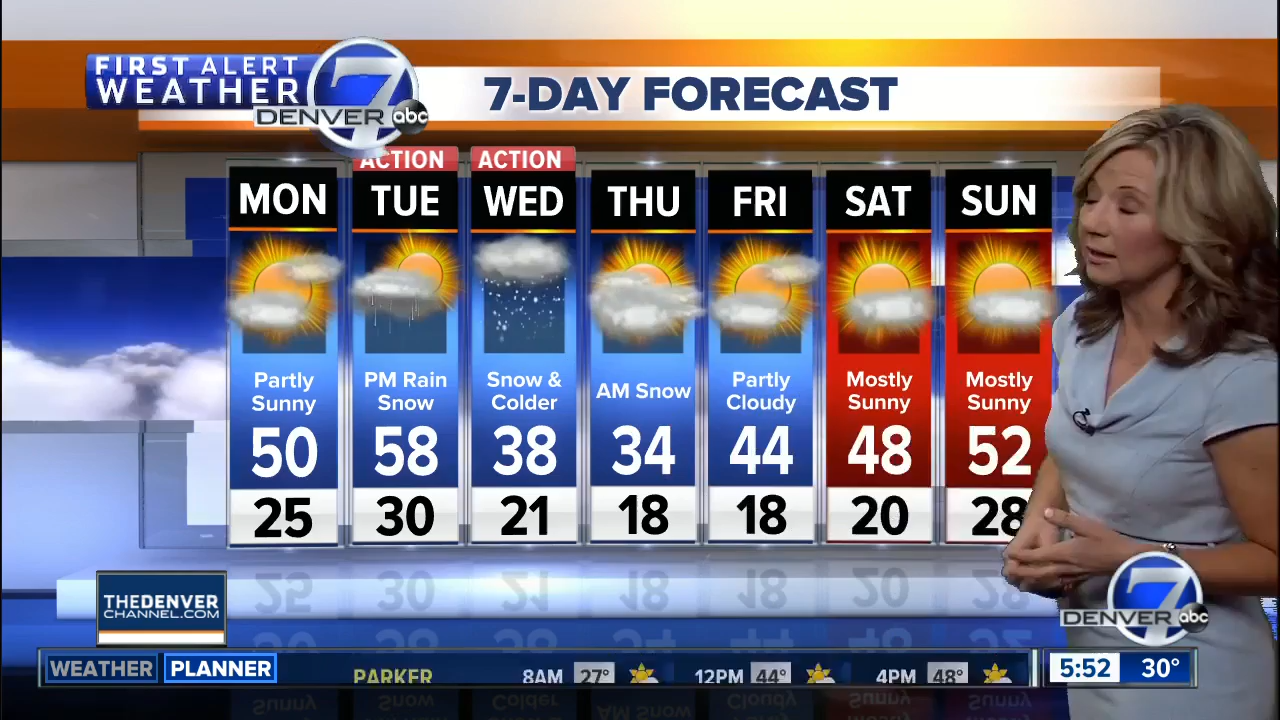 FIRST ALERT
WEATHER
7
DENVER abc
7-DAY FORECAST
ACTION ACTION
MON TUE WED THU FRI SAT SUN
Partly
Sunny
PM Rain
Snow
Snow &
Colder
AM Snow
Partly
Cloudy
Mostly
Sunny
Mostly
Sunny
50 58 38 34 44 48 52
25 30 21 18 18 20 28
THEDENVER
CHANNEL.COM
7
DENVER abc
WEATHER PLANNER PARKER 8AM 27° 12PM 44° 4PM 48° 5:52 30°